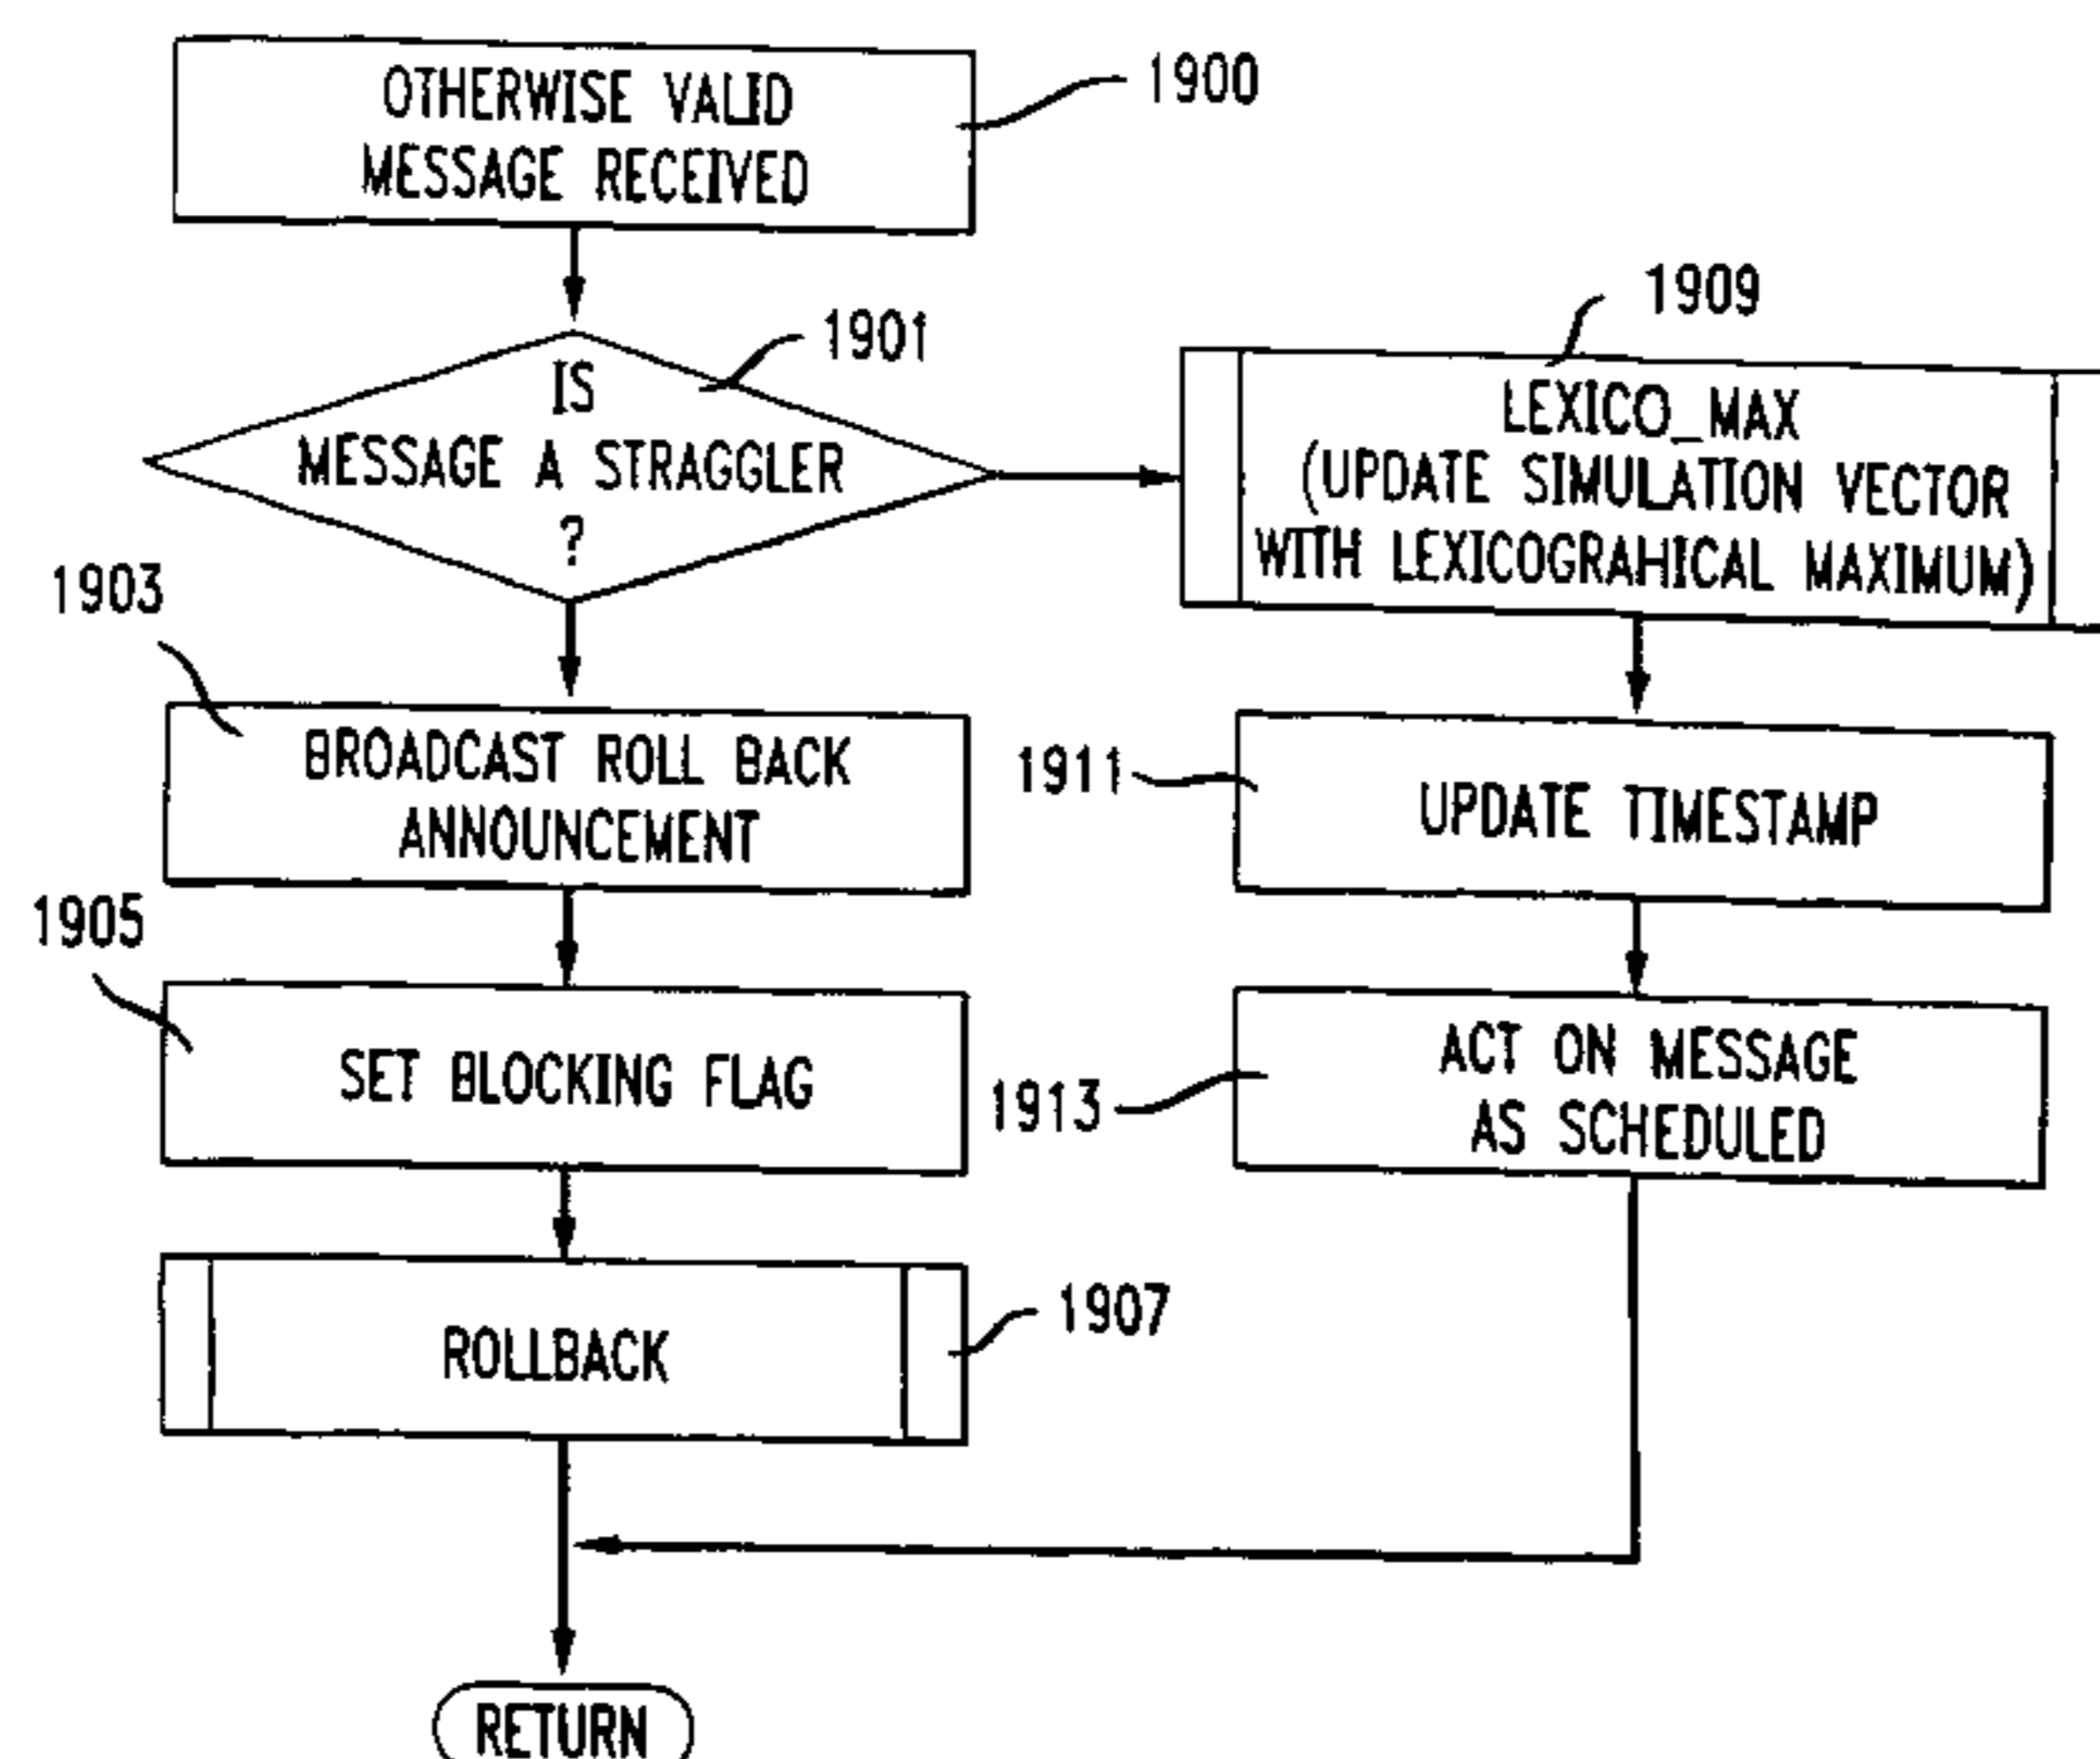 OTHERWISE VALID
MESSAGE RECEIVED
1900
IS
MESSAGE A STRAGGLER
?
1901
1903
BROADCAST ROLL BACK
ANNOUNCEMENT
1905
SET BLOCKING FLAG
ROLLBACK
1907
1909
LEXICO_MAX
(UPDATE SIMULATION VECTOR
WITH LEXICOGRAHICAL MAXIMUM)
1911
UPDATE TIMESTAMP
1913
ACT ON MESSAGE
AS SCHEDULED
RETURN